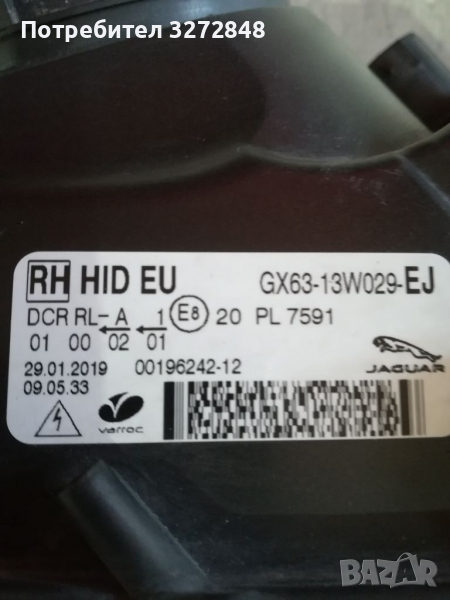 Потребител 3272848
RH HID EU GX63-13W029-EJ
DCR RL-A 1 E8 20 PL 7591
01 00 02 01
29.01.2019 00196242-12
09.05.33
JAGUAR
varroc
BAZAR